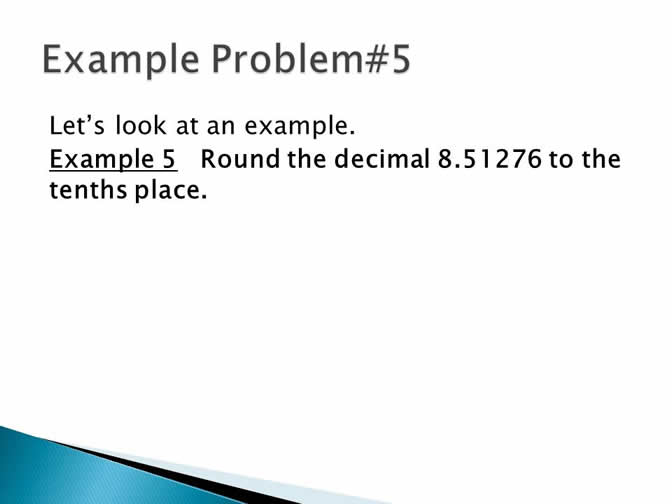 Example Problem#5
Let's look at an example.
Example 5 Round the decimal 8.51276 to the
tenths place.